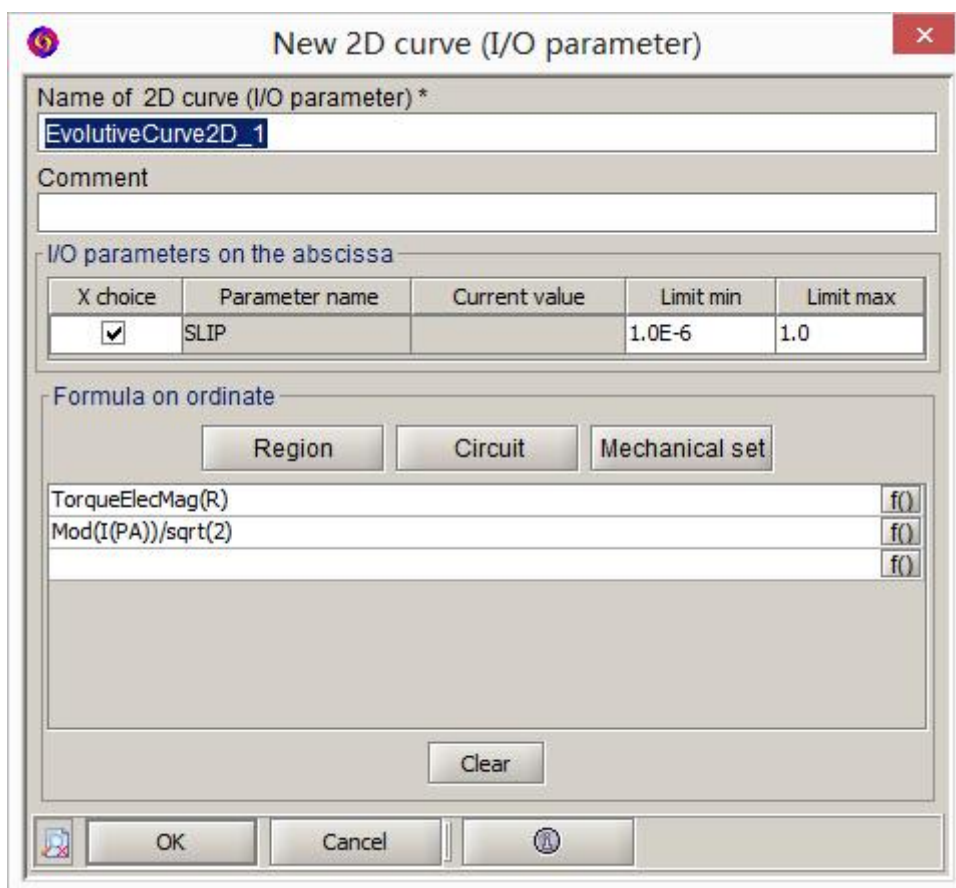 New 2D curve (I/O parameter)
Name of 2D curve (I/O parameter) *
EvolutiveCurve2D_1
Comment
I/O parameters on the abscissa
X choice Parameter name Current value Limit min Limit max
SLIP 1.0E-6 1.0
Formula on ordinate
Region Circuit Mechanical set
TorqueElecMag(R) f()
Mod(I(PA))/sqrt(2) f()
f()
Clear
OK Cancel